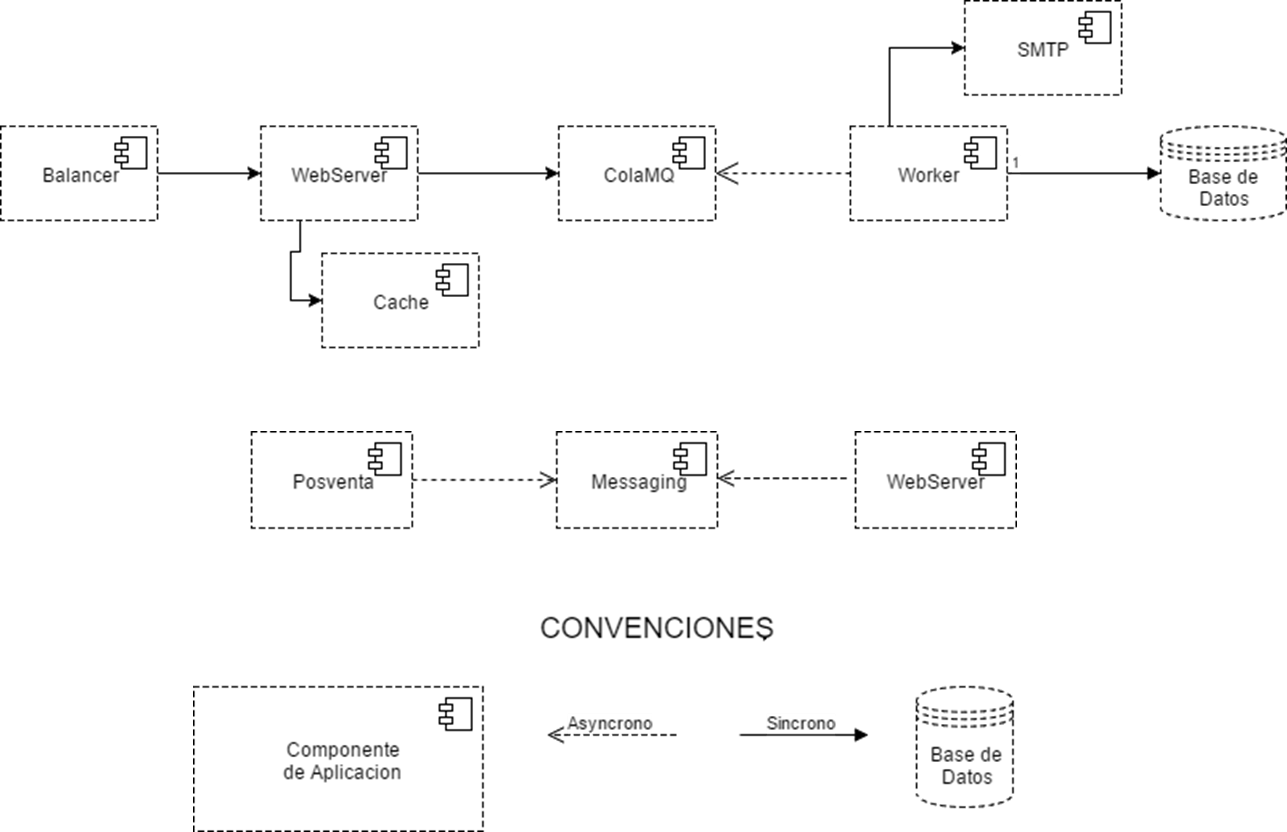 SMTP
Balancer
WebServer
ColaMQ
Worker
1
Base de
Datos
Cache
Posventa
Messaging
WebServer
CONVENCIONES
Componente
de Aplicacion
Asyncrono
Sincrono
Base de
Datos